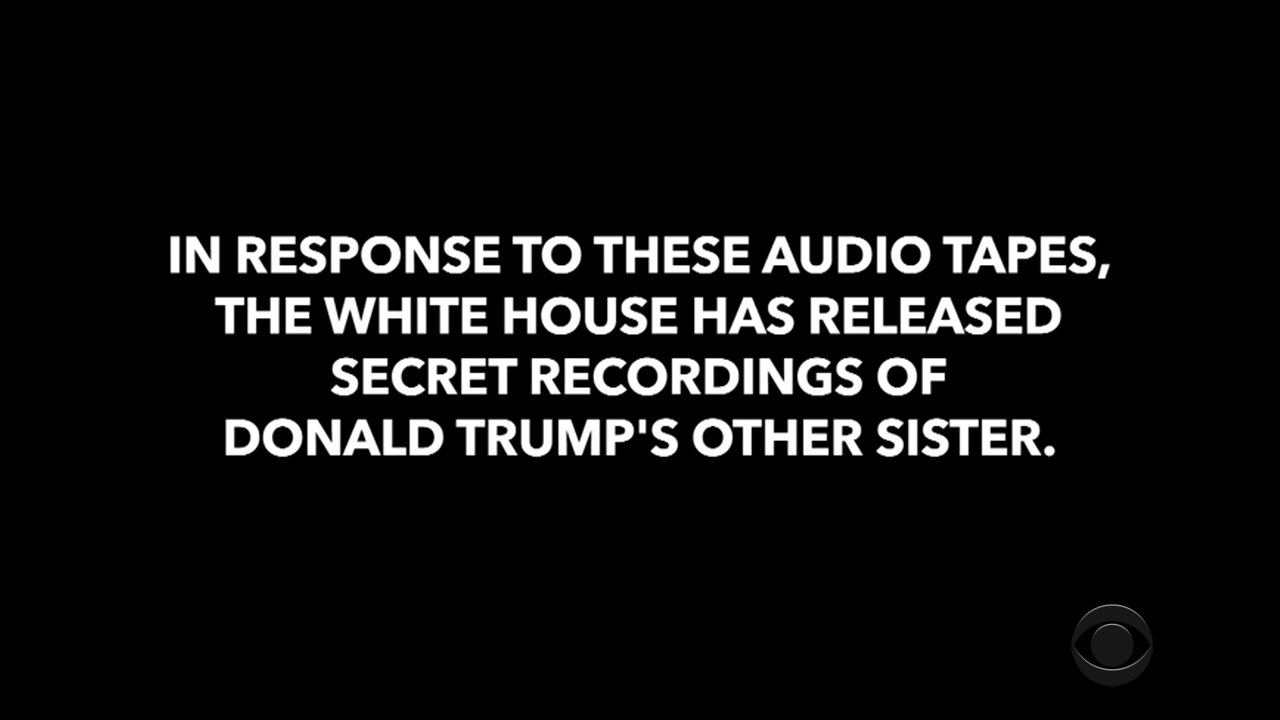 IN RESPONSE TO THESE AUDIO TAPES,
THE WHITE HOUSE HAS RELEASED
SECRET RECORDINGS OF
DONALD TRUMP'S OTHER SISTER.